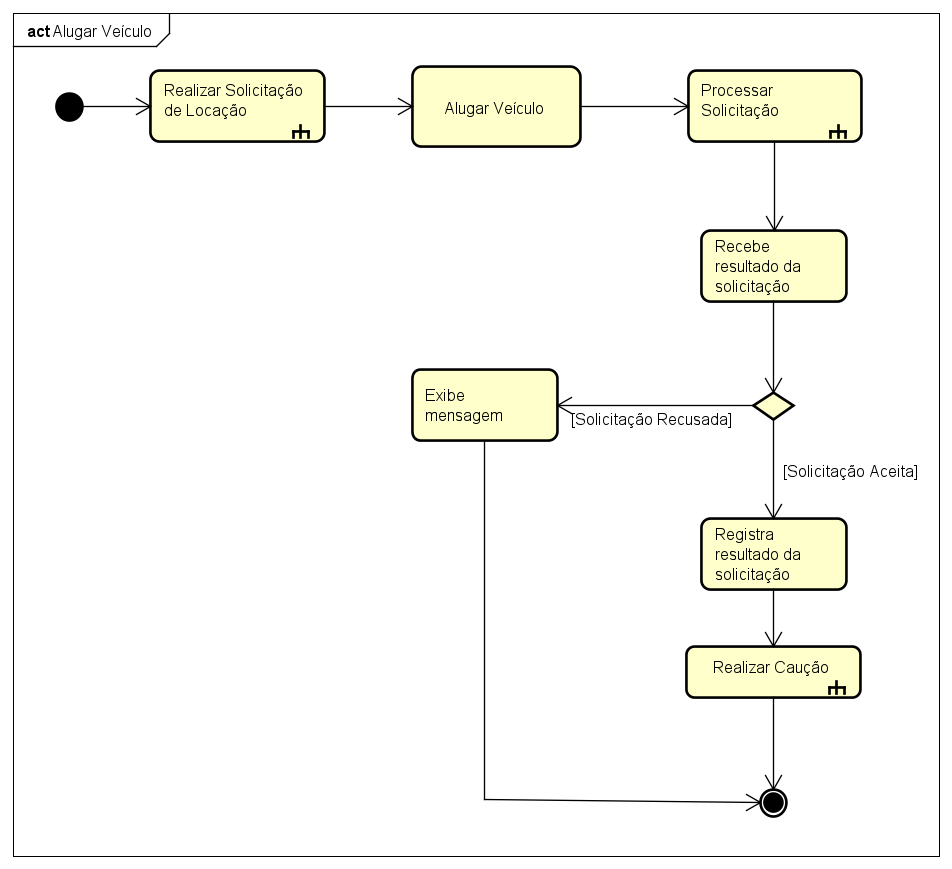 act Alugar Veículo
Realizar Solicitação
de Locação
Alugar Veículo
Processar
Solicitação
Recebe
resultado da
solicitação
Exibe
mensagem
[Solicitação Recusada]
[Solicitação Aceita]
Registra
resultado da
solicitação
Realizar Caução